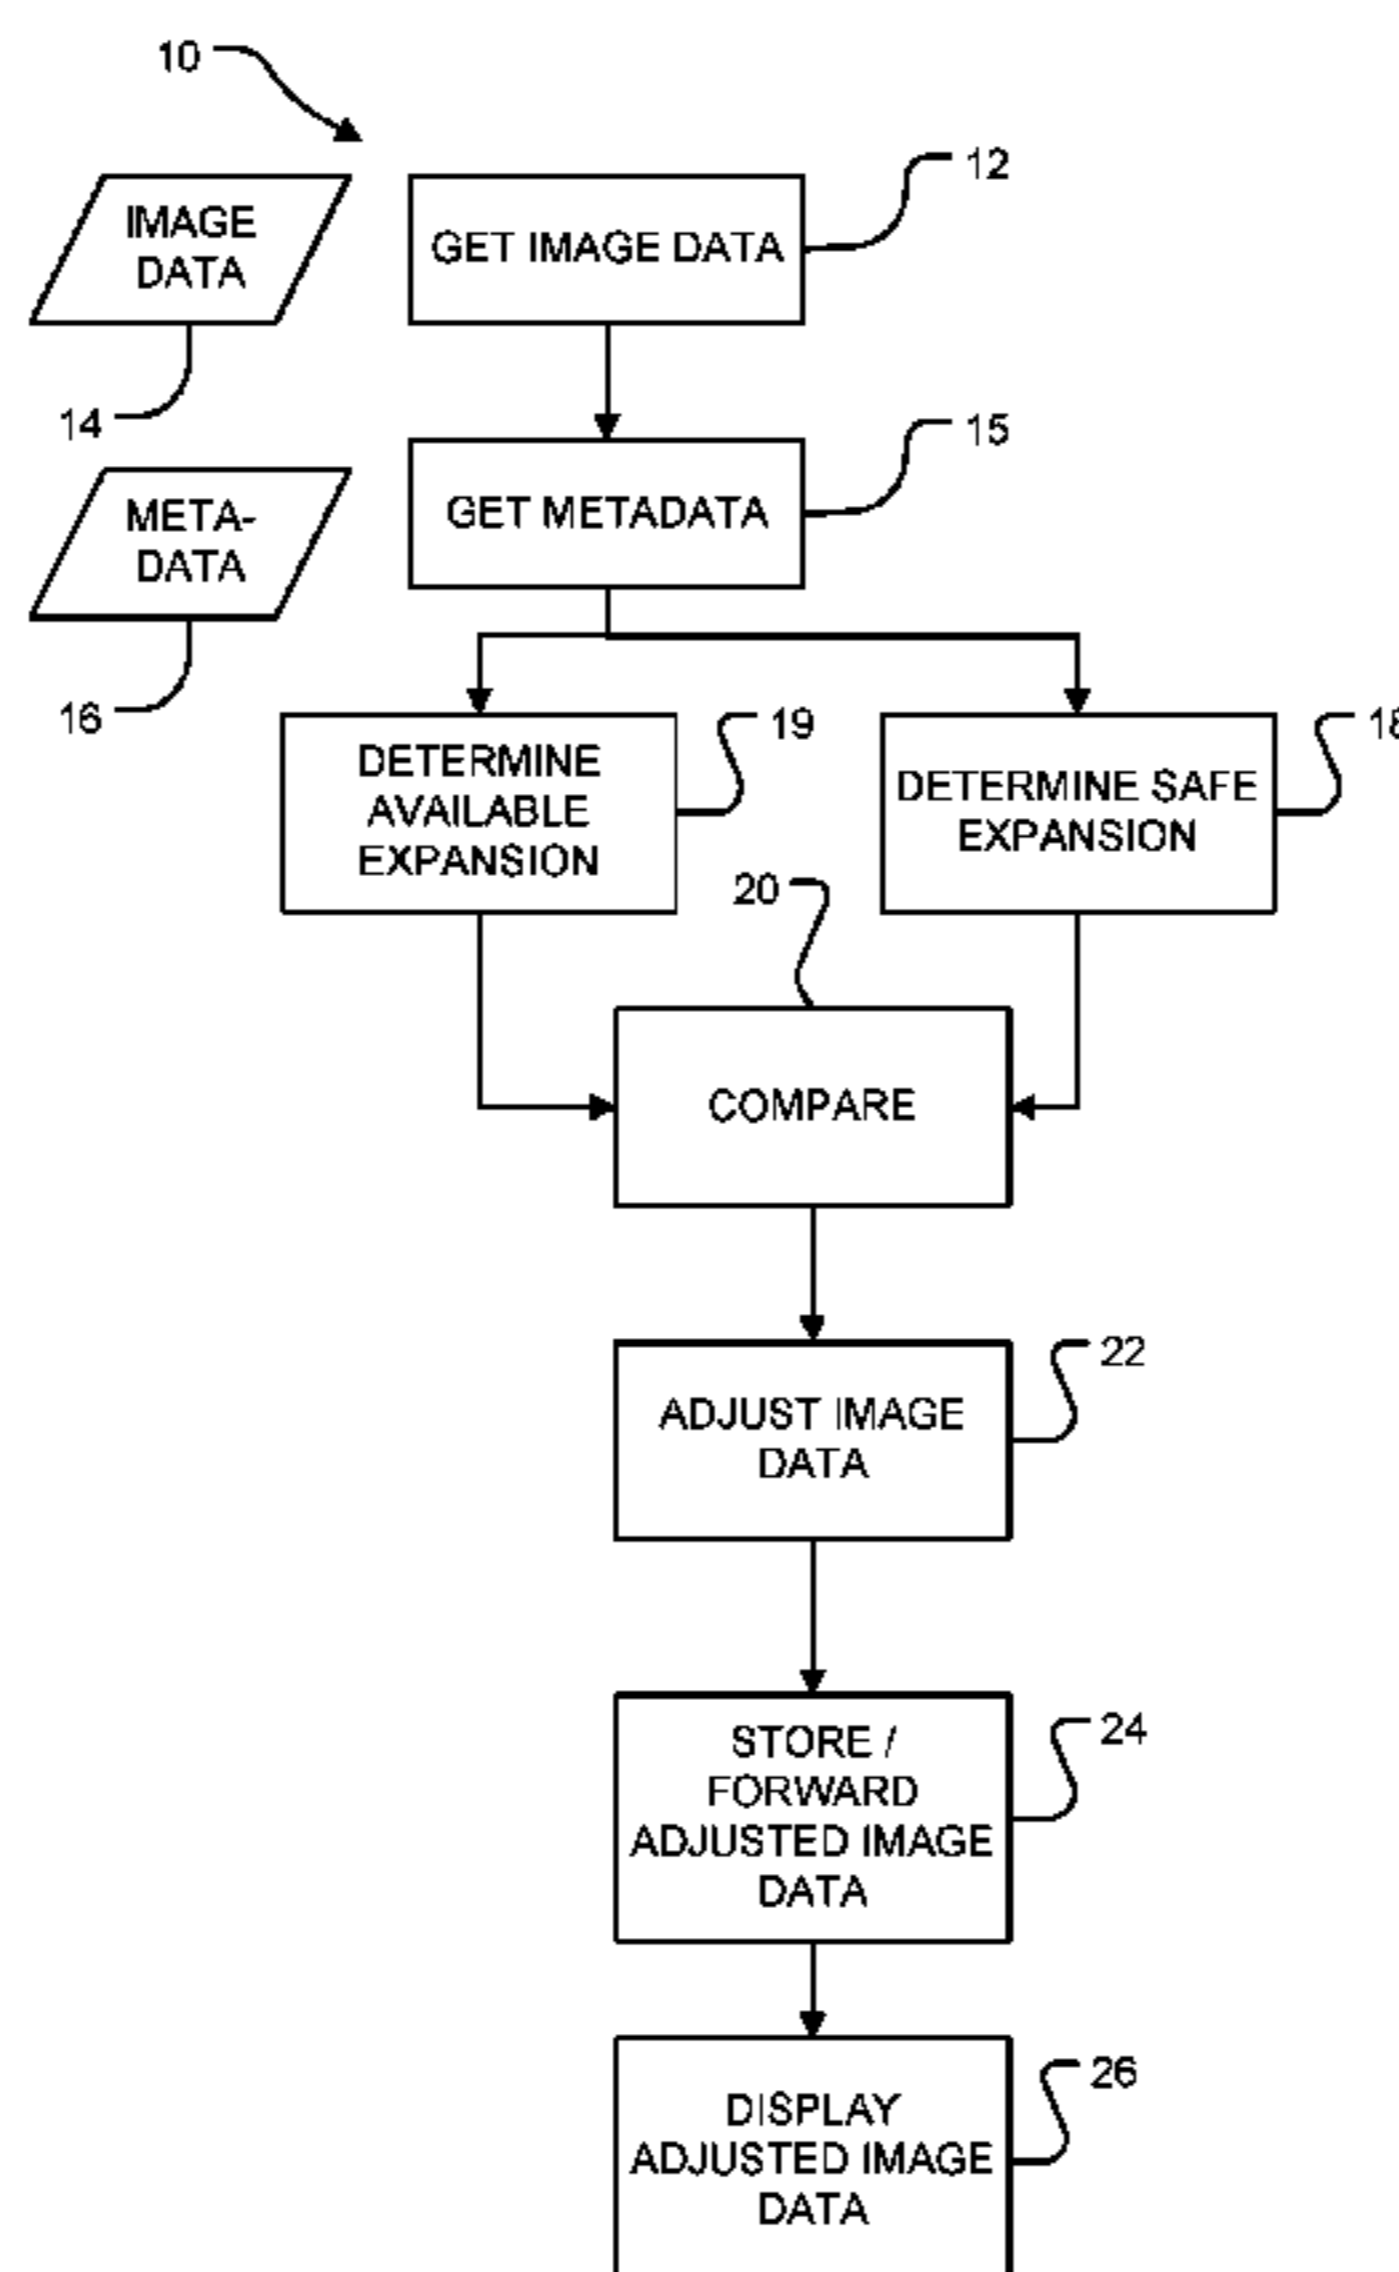 10
12
IMAGE
DATA
GET IMAGE DATA
14
15
META-
DATA
GET METADATA
16
19
18
DETERMINE
AVAILABLE
EXPANSION
DETERMINE SAFE
EXPANSION
20
COMPARE
22
ADJUST IMAGE
DATA
24
STORE /
FORWARD
ADJUSTED IMAGE
DATA
26
DISPLAY
ADJUSTED IMAGE
DATA